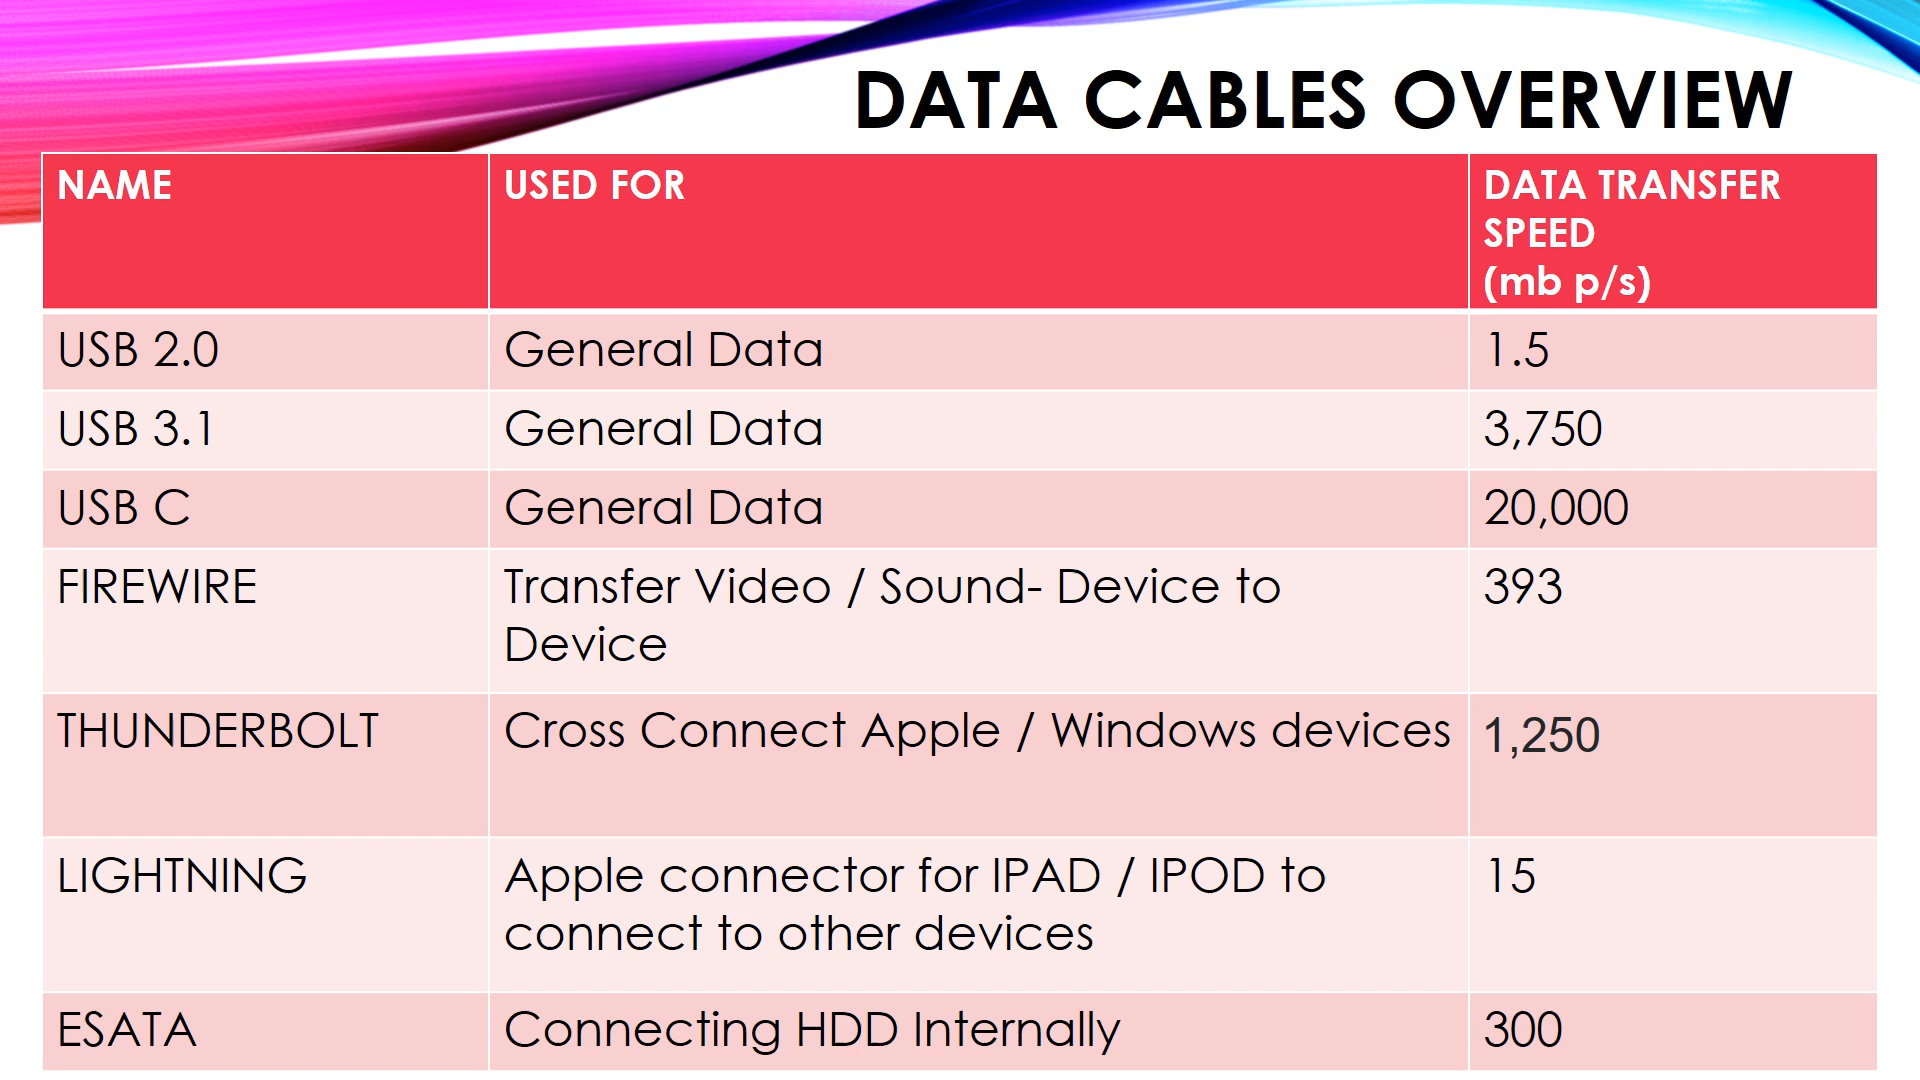 DATA CABLES OVERVIEW
NAME USED FOR DATA TRANSFER
SPEED
(mb p/s)
USB 2.0 General Data 1.5
USB 3.1 General Data 3,750
USB C General Data 20,000
FIREWIRE Transfer Video / Sound- Device to 393
Device
THUNDERBOLT Cross Connect Apple / Windows devices 1,250
LIGHTNING Apple connector for IPAD / IPOD to 15
connect to other devices
ESATA Connecting HDD Internally 300